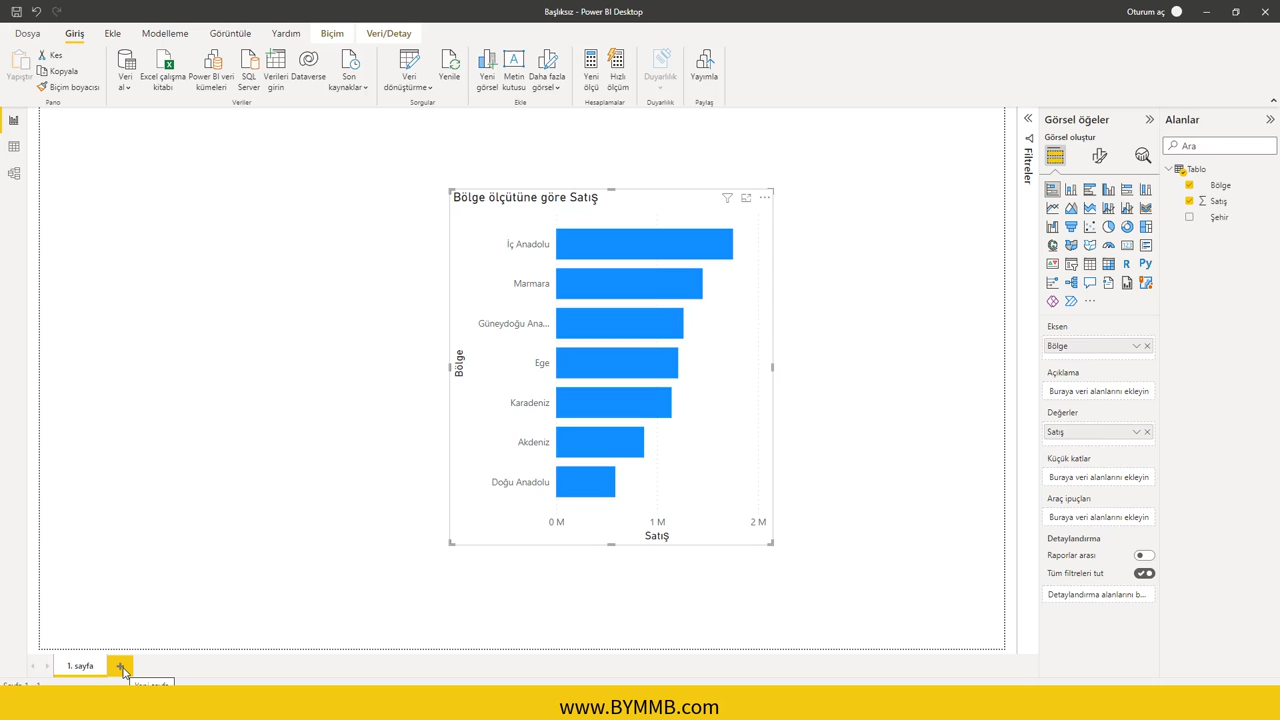 Başlıksız - Power BI Desktop
Oturum aç
Dosya
Giriş
Ekle
Modelleme
Görüntüle
Yardım
Biçim
Veri/Detay
Yapıştır
Kes
Kopyala
Biçim boyacısı
Pano
Veri al
Excel çalışma kitabı
Power BI veri kümeleri
SQL Server
Verileri girin
Dataverse
Son kaynaklar
Veriler
Veri dönüştürme
Yenile
Sorgular
Yeni görsel
Metin kutusu
Daha fazla görsel
Ekle
Yeni ölçü
Hızlı ölçüm
Hesaplamalar
Duyarlılık
Duyarlılık
Yayımla
Paylaş
Bölge ölçütüne göre Satış
İç Anadolu
Marmara
Güneydoğu Ana...
Ege
Karadeniz
Akdeniz
Doğu Anadolu
Bölge
0 M
1 M
2 M
Satış
Filtreler
Görsel öğeler
Görsel oluştur
R
Py
Eksen
Bölge
Açıklama
Buraya veri alanlarını ekleyin
Değerler
Satış
Küçük katlar
Buraya veri alanlarını ekleyin
Araç ipuçları
Buraya veri alanlarını ekleyin
Detaylandırma
Raporlar arası
Tüm filtreleri tut
Detaylandırma alanlarını b...
Alanlar
Ara
Tablo
Bölge
Σ Satış
Şehir
1. sayfa
www.BYMMB.com